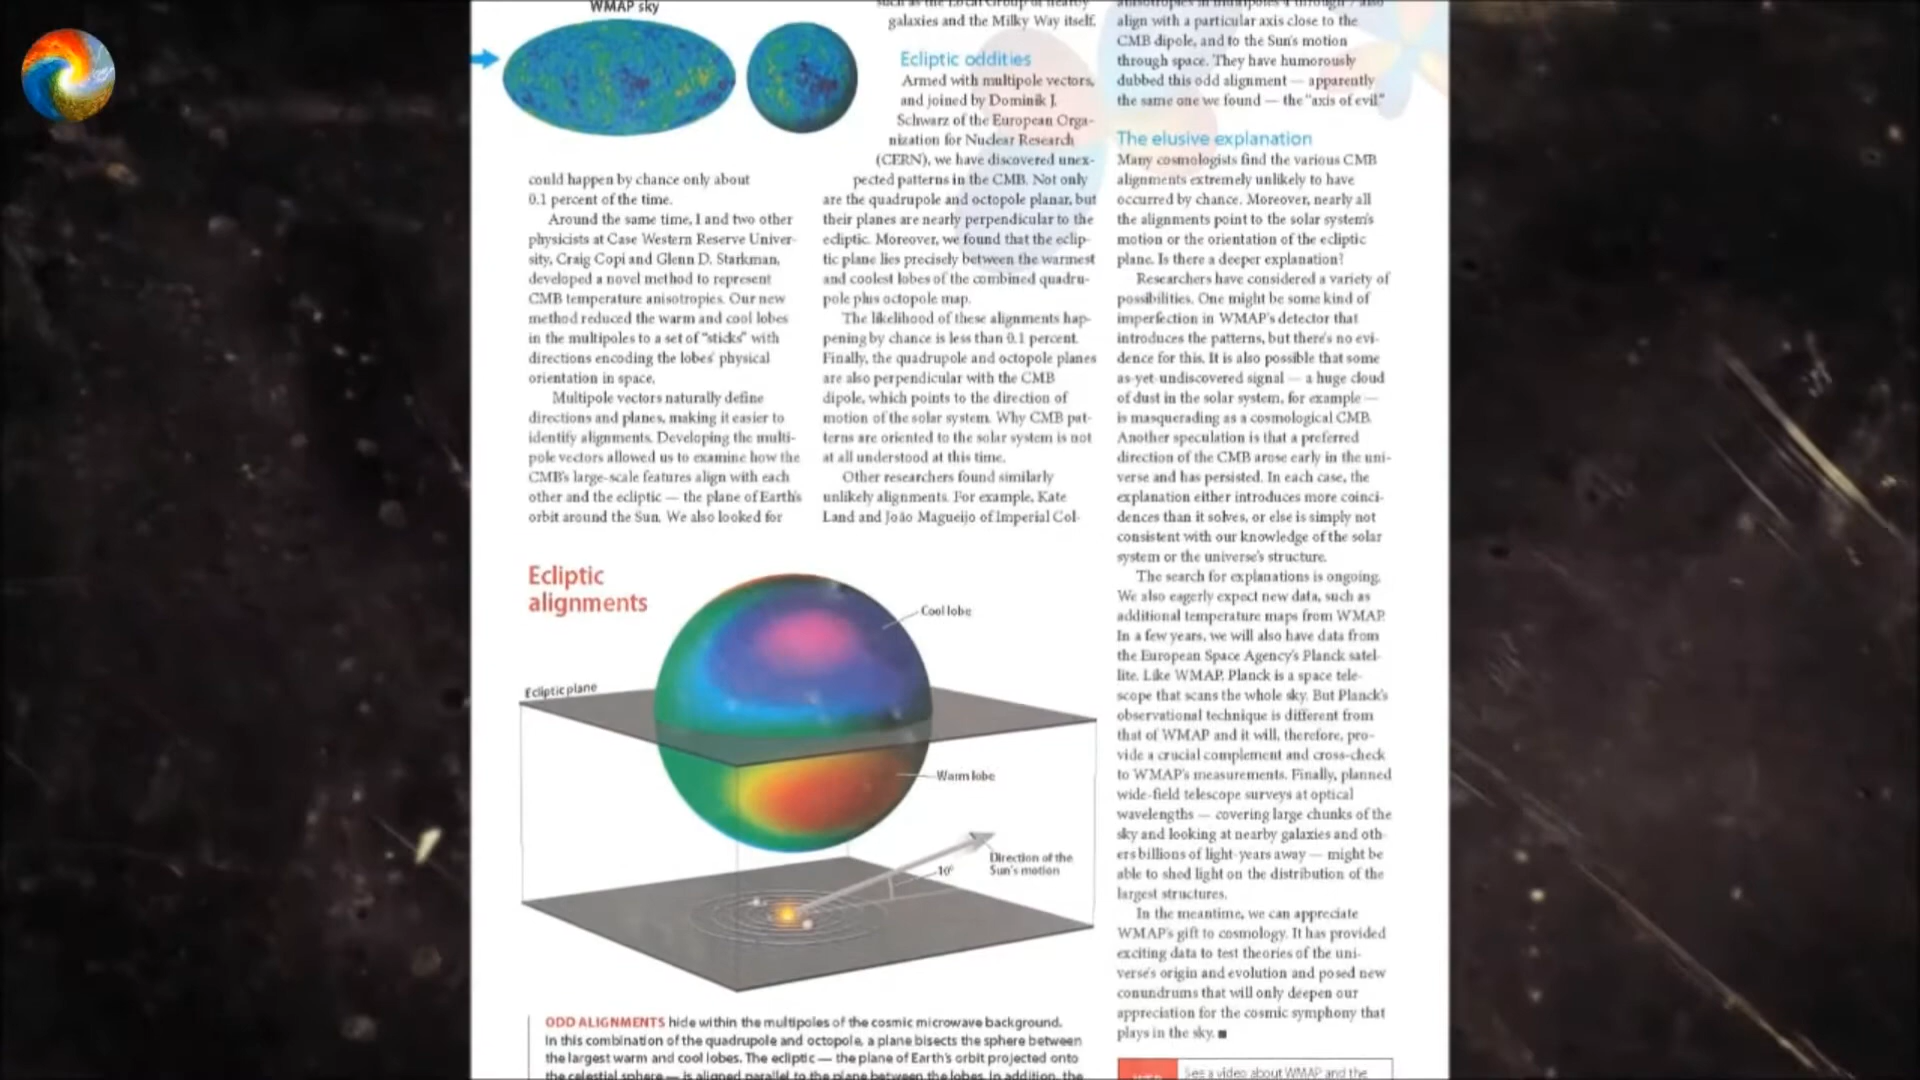 WMAP sky
could happen by chance only about
0.1 percent of the time.
Around the same time, I and two other
physicists at Case Western Reserve Univer-
sity, Craig Copi and Glenn D. Starkman,
developed a novel method to represent
CMB temperature anisotropies. Our new
method reduced the warm and cool lobes
in the multipoles to a set of "sticks" with
directions encoding the lobes' physical
orientation in space.
Multipole vectors naturally define
directions and planes, making it easier to
identify alignments. Developing the multi-
pole vectors allowed us to examine how the
CMB's large-scale features align with each
other and the ecliptic — the plane of Earth's
orbit around the Sun. We also looked for
such as the Local Group of nearby
galaxies and the Milky Way itself.
Ecliptic oddities
Armed with multipole vectors,
and joined by Dominik J.
Schwarz of the European Orga-
nization for Nuclear Research
(CERN), we have discovered unex-
pected patterns in the CMB. Not only
are the quadrupole and octopole planar, but
their planes are nearly perpendicular to the
ecliptic. Moreover, we found that the eclip-
tic plane lies precisely between the warmest
and coolest lobes of the combined quadru-
pole plus octopole map.
The likelihood of these alignments hap-
pening by chance is less than 0.1 percent.
Finally, the quadrupole and octopole planes
are also perpendicular with the CMB
dipole, which points to the direction of
motion of the solar system. Why CMB pat-
terns are oriented to the solar system is not
at all understood at this time.
Other researchers found similarly
unlikely alignments. For example, Kate
Land and João Magueijo of Imperial Col-
anisotropies in multipoles 4 through 7 also
align with a particular axis close to the
CMB dipole, and to the Sun's motion
through space. They have humorously
dubbed this odd alignment — apparently
the same one we found — the "axis of evil."
The elusive explanation
Many cosmologists find the various CMB
alignments extremely unlikely to have
occurred by chance. Moreover, nearly all
the alignments point to the solar system's
motion or the orientation of the ecliptic
plane. Is there a deeper explanation?
Researchers have considered a variety of
possibilities. One might be some kind of
imperfection in WMAP's detector that
introduces the patterns, but there's no evi-
dence for this. It is also possible that some
as-yet-undiscovered signal — a huge cloud
of dust in the solar system, for example —
is masquerading as a cosmological CMB.
Another speculation is that a preferred
direction of the CMB arose early in the uni-
verse and has persisted. In each case, the
explanation either introduces more coinci-
dences than it solves, or else is simply not
consistent with our knowledge of the solar
system or the universe's structure.
The search for explanations is ongoing.
We also eagerly expect new data, such as
additional temperature maps from WMAP.
In a few years, we will also have data from
the European Space Agency's Planck satel-
lite. Like WMAP, Planck is a space tele-
scope that scans the whole sky. But Planck's
observational technique is different from
that of WMAP and it will, therefore, pro-
vide a crucial complement and cross-check
to WMAP's measurements. Finally, planned
wide-field telescope surveys at optical
wavelengths — covering large chunks of the
sky and looking at nearby galaxies and oth-
ers billions of light-years away — might be
able to shed light on the distribution of the
largest structures.
In the meantime, we can appreciate
WMAP's gift to cosmology. It has provided
exciting data to test theories of the uni-
verse's origin and evolution and posed new
conundrums that will only deepen our
appreciation for the cosmic symphony that
plays in the sky. ■
Ecliptic
alignments
Cool lobe
Ecliptic plane
Warm lobe
Direction of the
Sun's motion
10°
ODD ALIGNMENTS hide within the multipoles of the cosmic microwave background.
In this combination of the quadrupole and octopole, a plane bisects the sphere between
the largest warm and cool lobes. The ecliptic — the plane of Earth's orbit projected onto
the celestial sphere — is aligned parallel to the plane between the lobes. In addition, the
See a video about WMAP and the